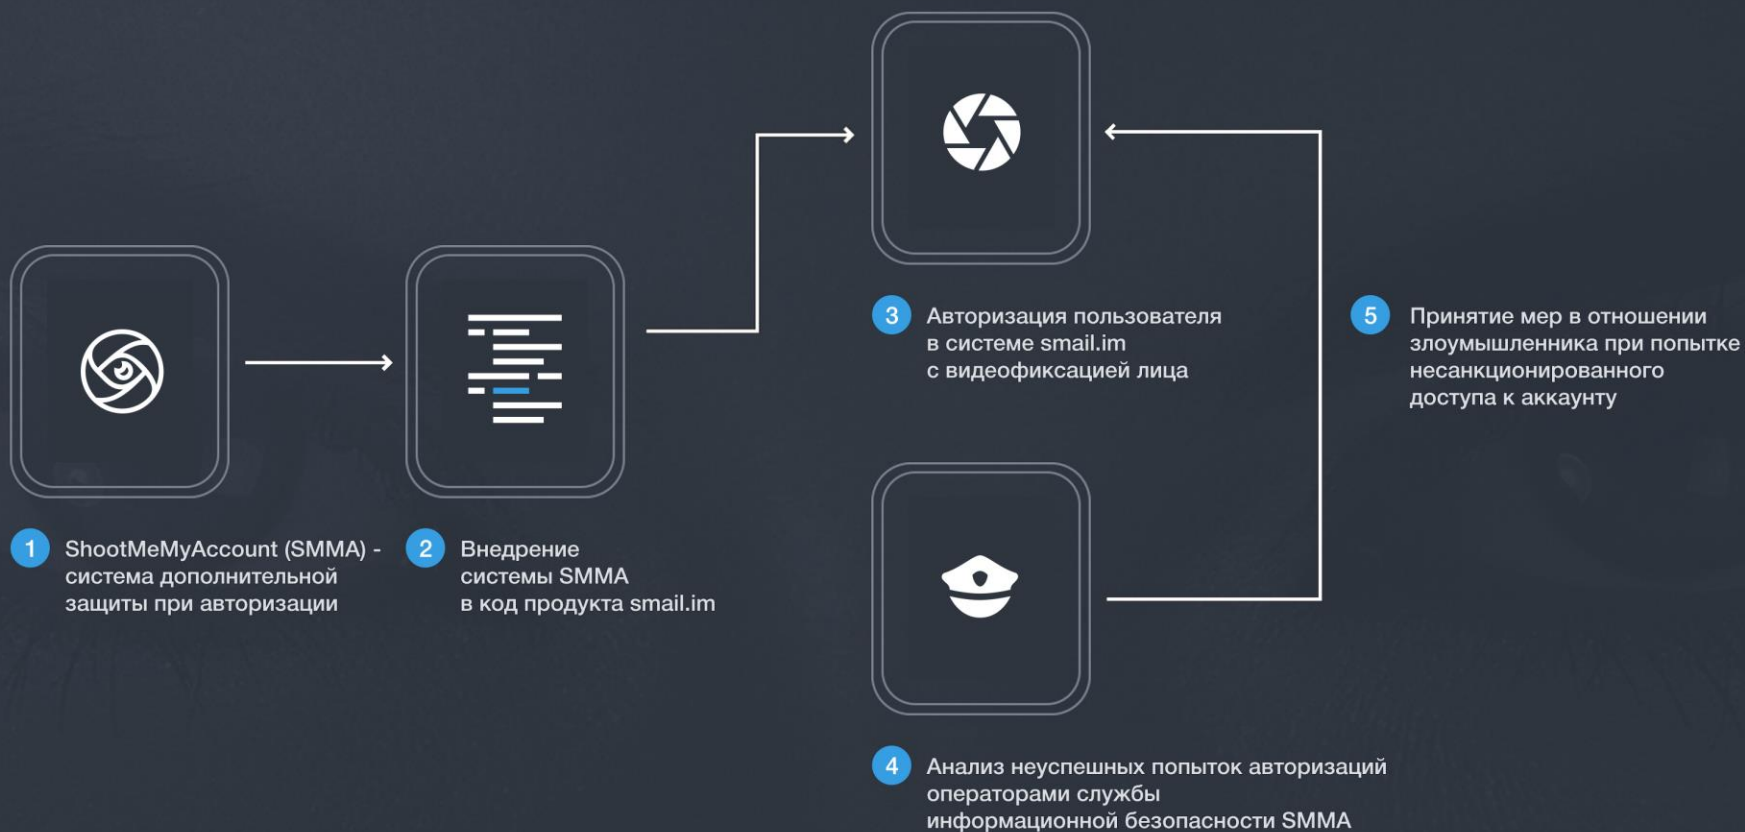 1
ShootMeMyAccount (SMMA) -
система дополнительной
защиты при авторизации
2
Внедрение
системы SMMA
в код продукта smail.im
3
Авторизация пользователя
в системе smail.im
с видеофиксацией лица
4
Анализ неуспешных попыток авторизаций
операторами службы
информационной безопасности SMMA
5
Принятие мер в отношении
злоумышленника при попытке
несанкционированного
доступа к аккаунту